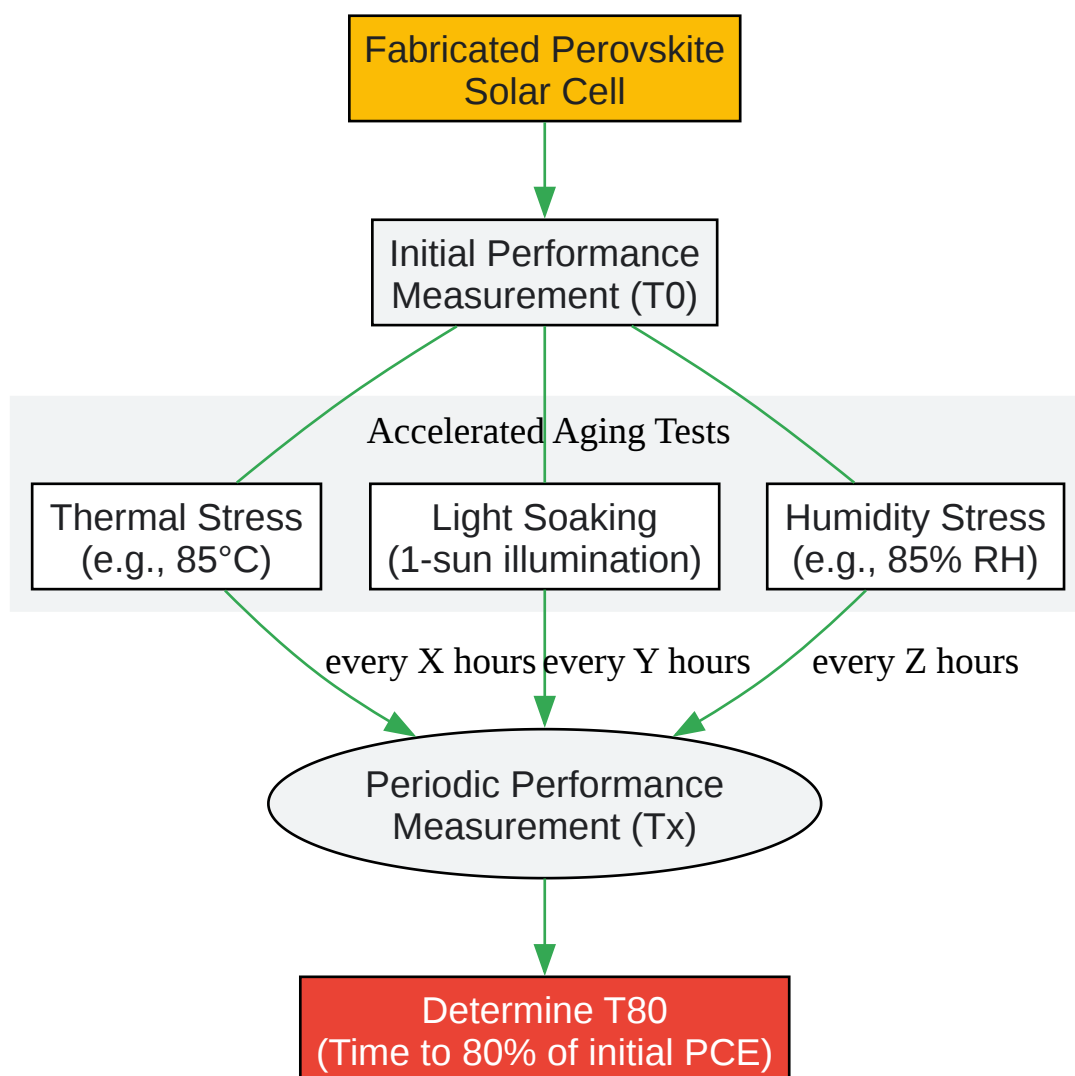 Fabricated Perovskite
Solar Cell
Initial Performance
Measurement (T0)
Accelerated Aging Tests
Thermal Stress
(e.g., 85°C)
Light Soaking
(1-sun illumination)
Humidity Stress
(e.g., 85% RH)
every X hours
every Y hours
every Z hours
Periodic Performance
Measurement (Tx)
Determine T80
(Time to 80% of initial PCE)